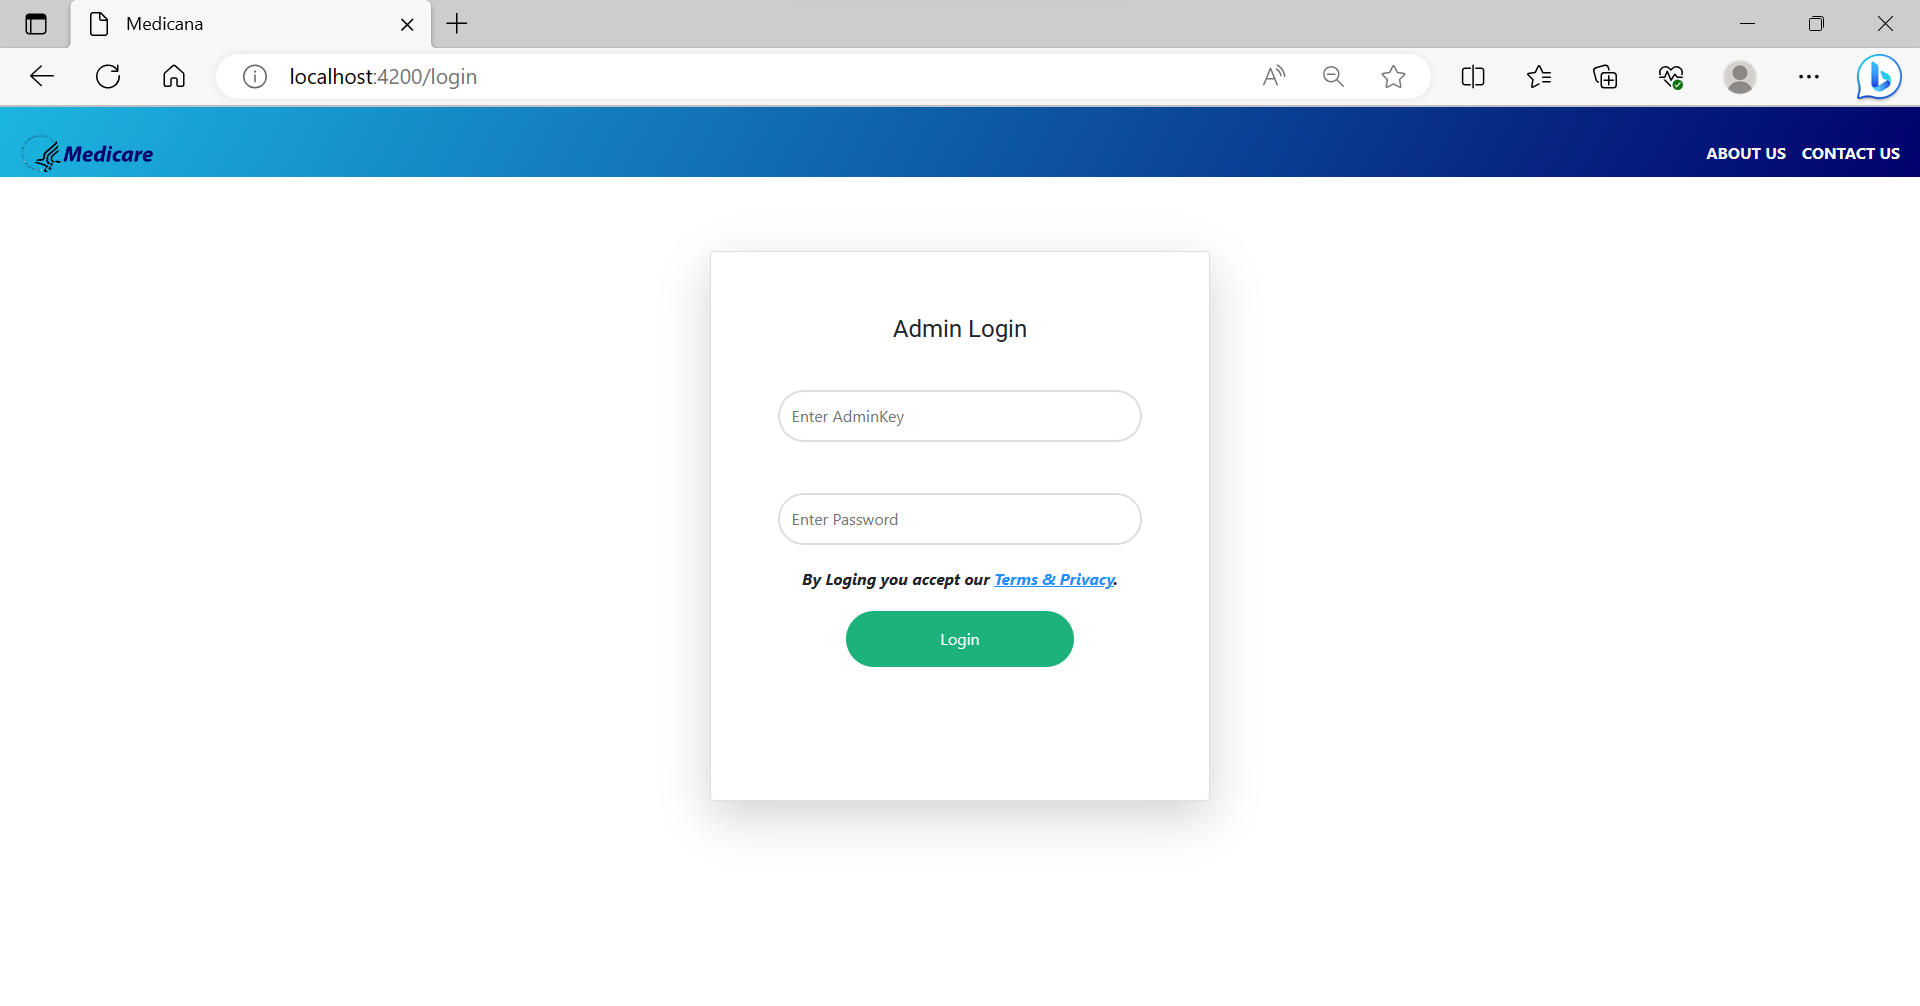 Medicana
localhost:4200/login
Medicare
ABOUT US CONTACT US
Admin Login
Enter AdminKey
Enter Password
By Loging you accept our Terms & Privacy.
Login